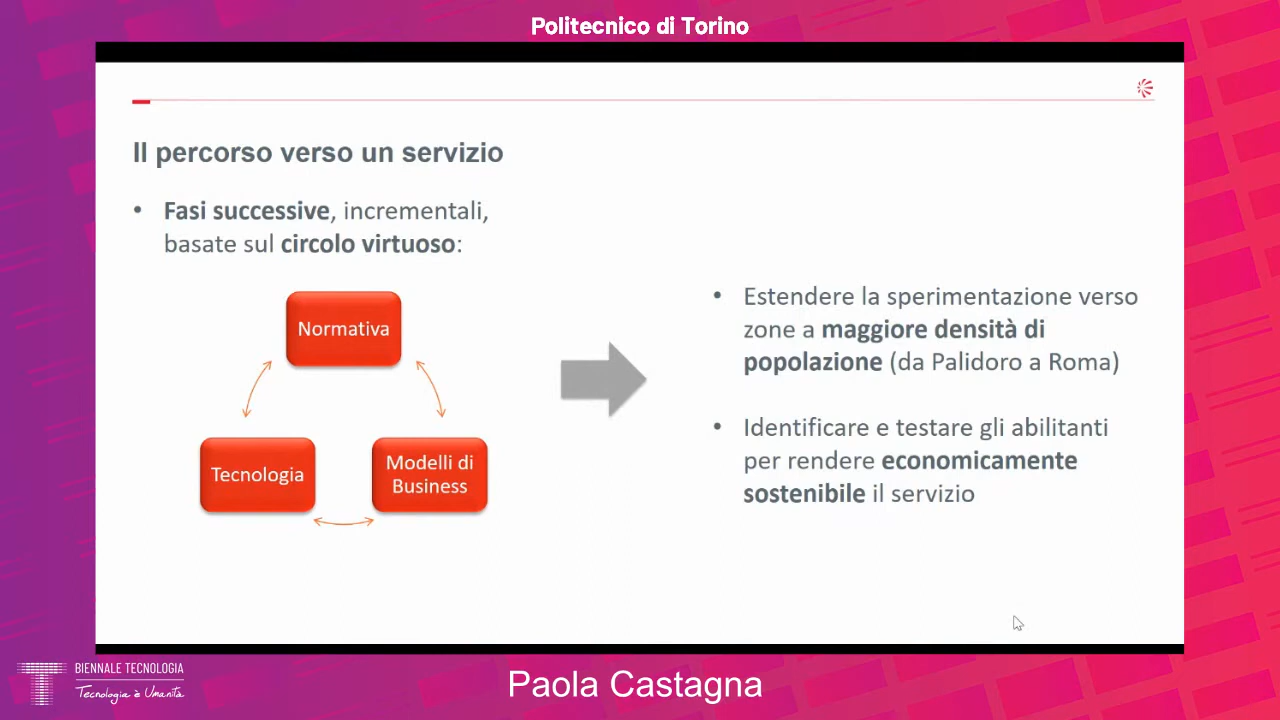 Politecnico di Torino
Il percorso verso un servizio
• Fasi successive, incrementali,
basate sul circolo virtuoso:
Normativa
Tecnologia
Modelli di
Business
• Estendere la sperimentazione verso
zone a maggiore densità di
popolazione (da Palidoro a Roma)
• Identificare e testare gli abilitanti
per rendere economicamente
sostenibile il servizio
BIENNALE TECNOLOGIA
Tecnologia è Umanità
Paola Castagna